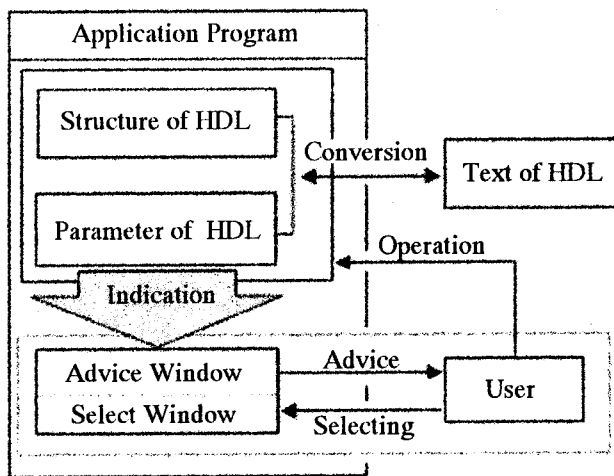 Application Program
Structure of HDL
Conversion
Text of HDL
Parameter of HDL
Operation
Indication
Advice Window
Advice
User
Select Window
Selecting